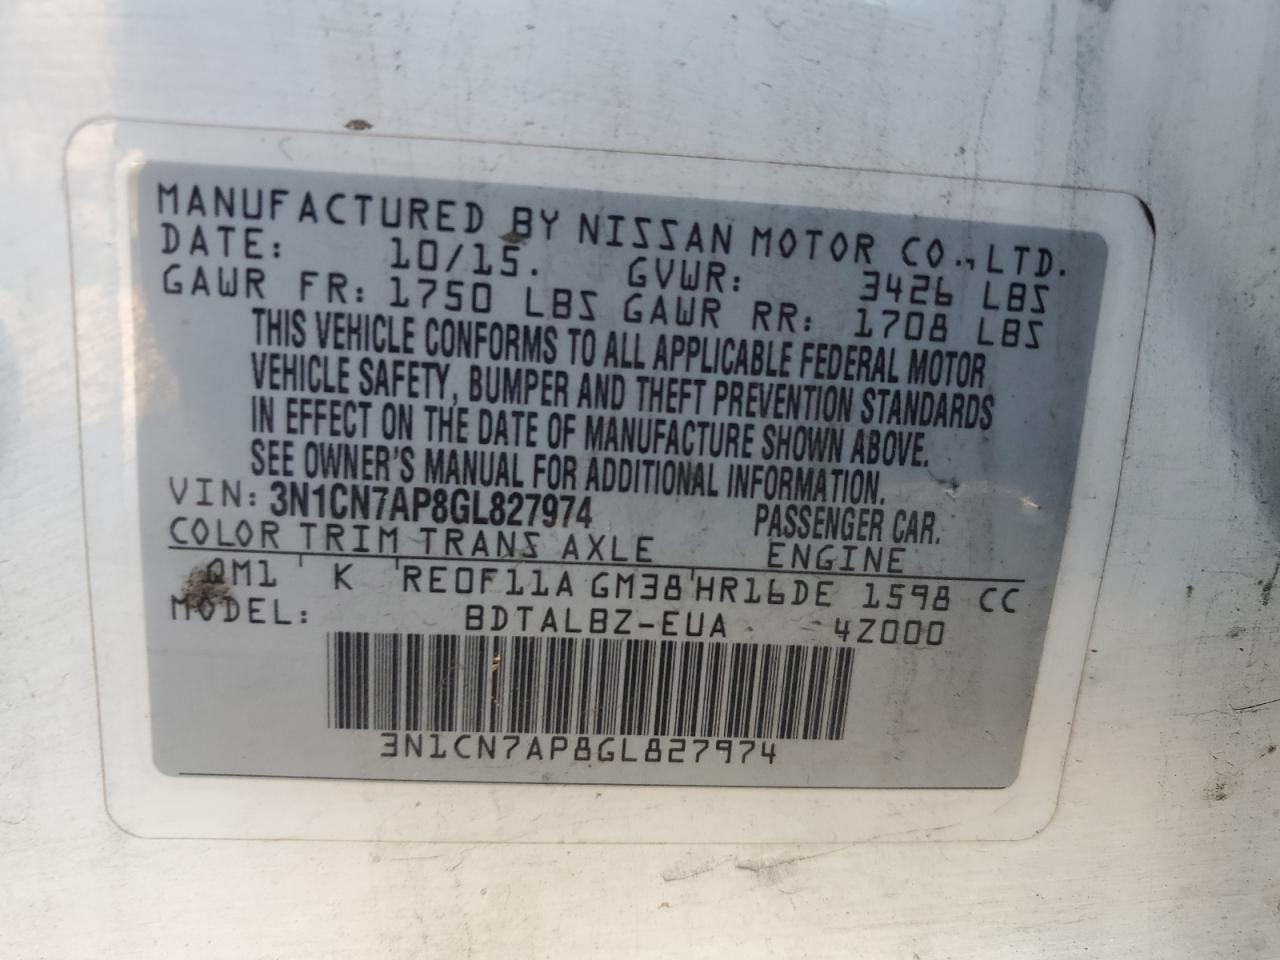 MANUFACTURED BY NISSAN MOTOR CO.,LTD.
DATE: 10/15. GVWR: 3426 LBS
GAWR FR: 1750 LBS GAWR RR: 1708 LBS
THIS VEHICLE CONFORMS TO ALL APPLICABLE FEDERAL MOTOR
VEHICLE SAFETY, BUMPER AND THEFT PREVENTION STANDARDS
IN EFFECT ON THE DATE OF MANUFACTURE SHOWN ABOVE.
SEE OWNER'S MANUAL FOR ADDITIONAL INFORMATION.
VIN: 3N1CN7AP8GL827974 PASSENGER CAR.
COLOR TRIM TRANS AXLE ENGINE
QM1 K RE0F11A GM38 HR16DE 1598 CC
MODEL: BDTALBZ-EUA 4Z000
3N1CN7AP8GL827974